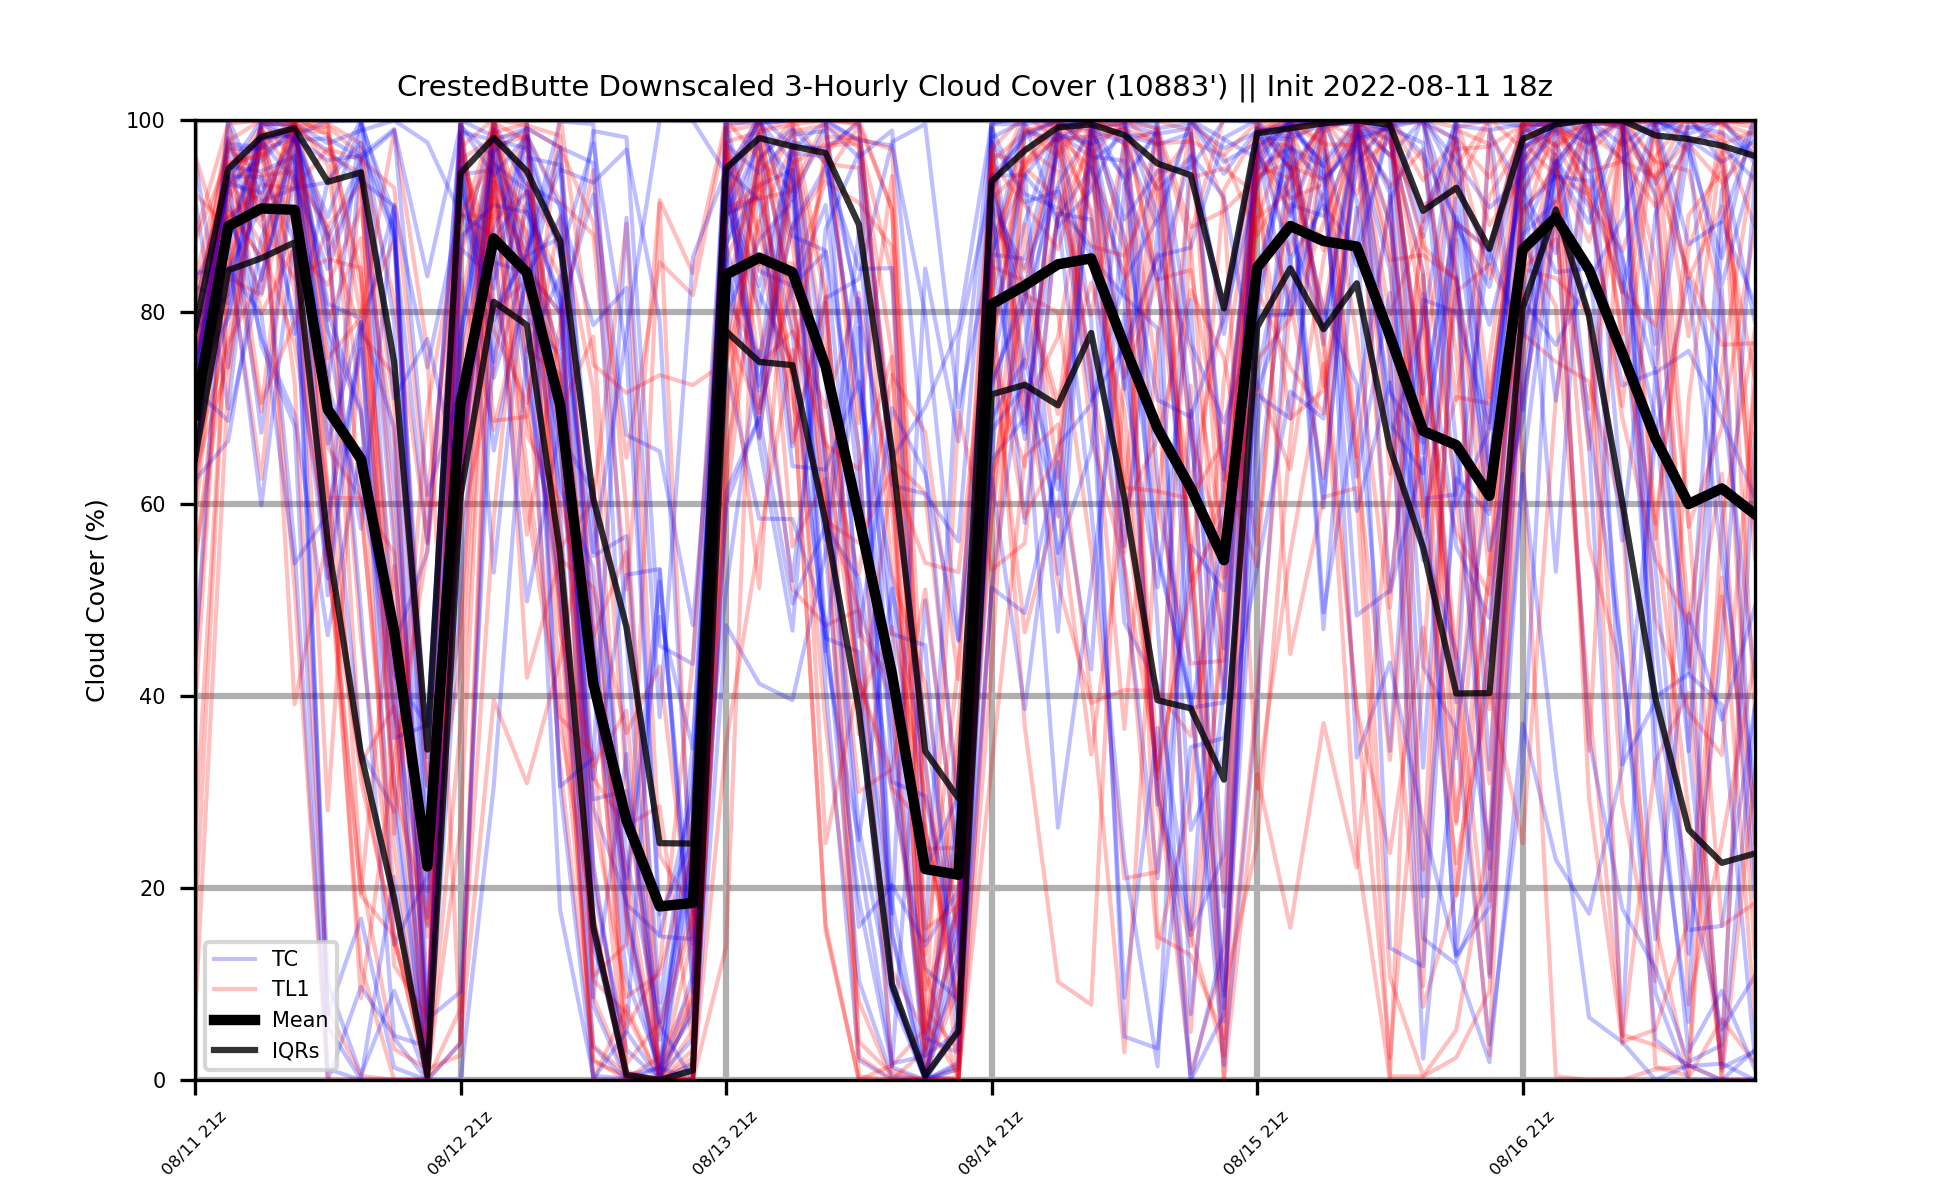 CrestedButte Downscaled 3-Hourly Cloud Cover (10883') || Init 2022-08-11 18z
Cloud Cover (%)
100
80
60
40
20
0
TC
TL1
Mean
IQRs
08/11 21z
08/12 21z
08/13 21z
08/14 21z
08/15 21z
08/16 21z